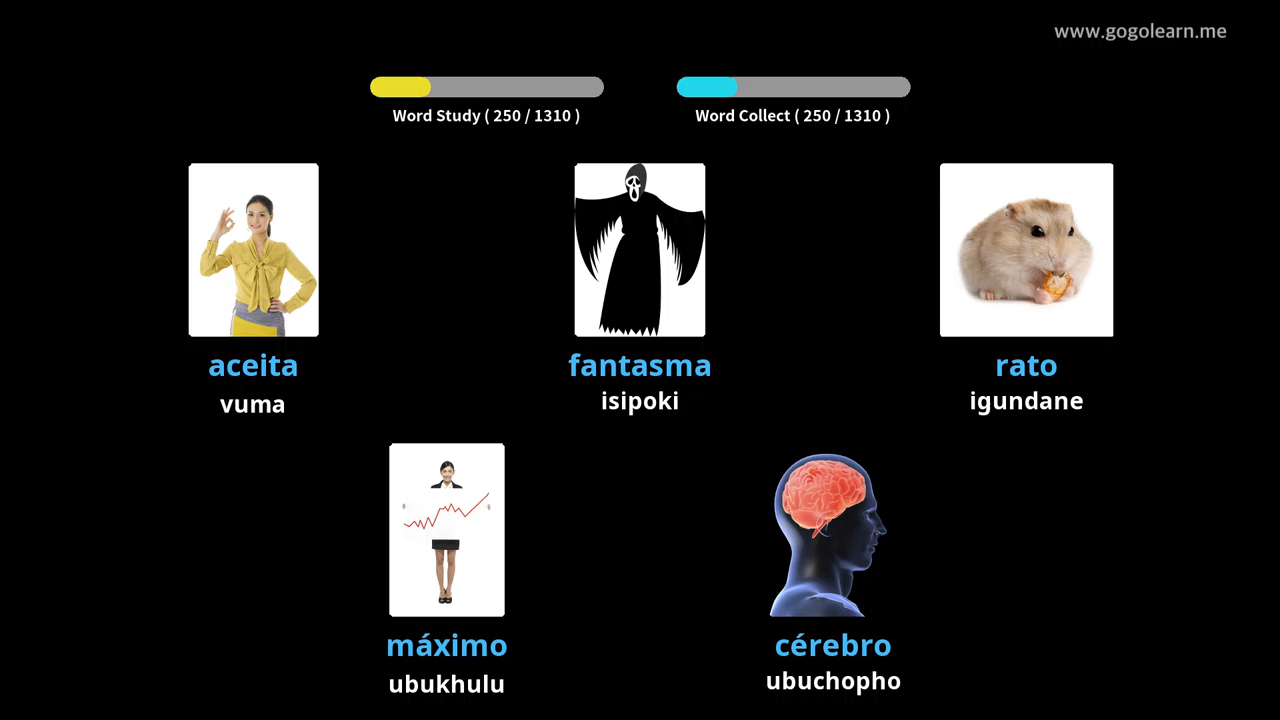 www.gogolearn.me
Word Study ( 250 / 1310 )
Word Collect ( 250 / 1310 )
aceita
vuma
fantasma
isipoki
rato
igundane
máximo
ubukhulu
cérebro
ubuchopho